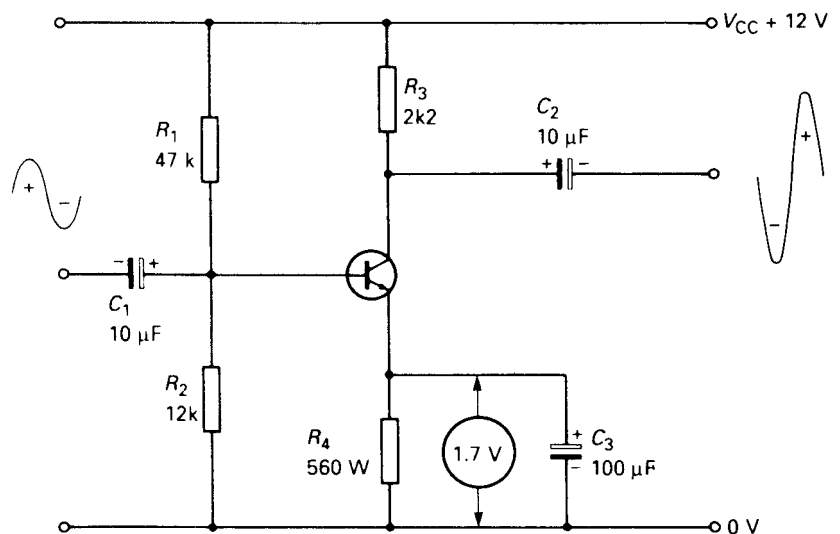 V_CC + 12 V
R_3
2k2
C_2
10 μF
+ −
R_1
47 k
+
−
+
−
− +
C_1
10 μF
R_2
12k
R_4
560 W
1.7 V
+
−
C_3
100 μF
0 V